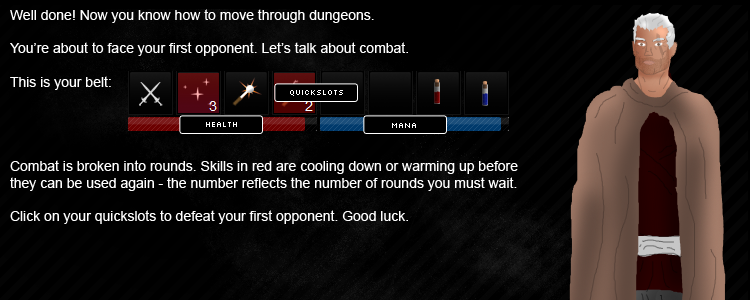 Well done! Now you know how to move through dungeons.
You're about to face your first opponent. Let's talk about combat.
This is your belt:
QUICKSLOTS
3
2
HEALTH
MANA
Combat is broken into rounds. Skills in red are cooling down or warming up before
they can be used again - the number reflects the number of rounds you must wait.
Click on your quickslots to defeat your first opponent. Good luck.